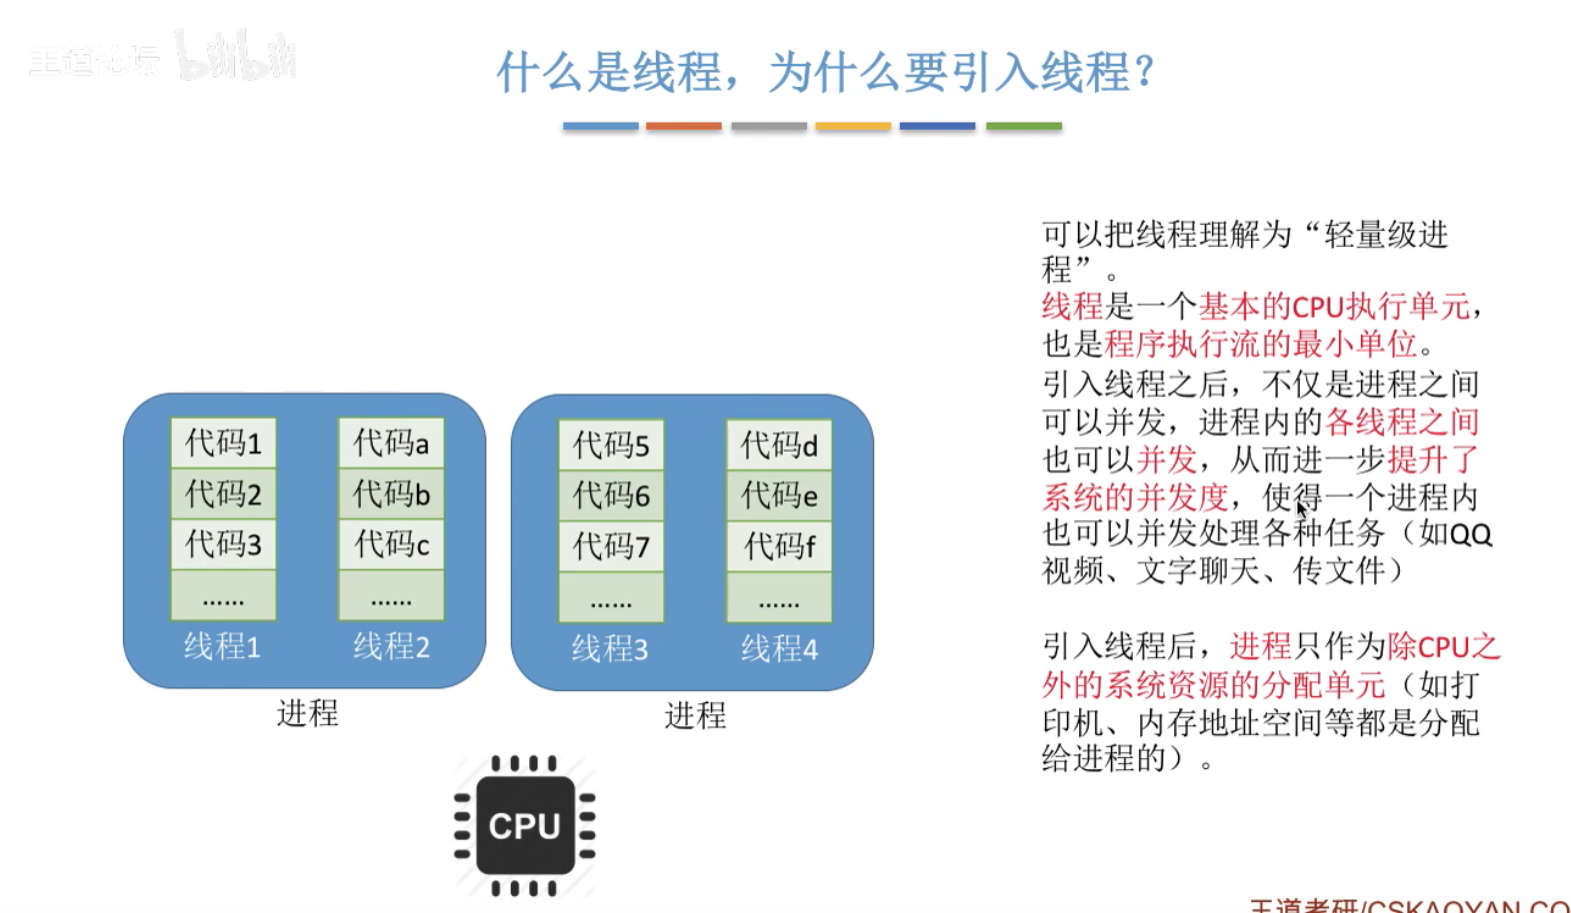 王道论坛 bilibili
什么是线程，为什么要引入线程？
可以把线程理解为“轻量级进
程”。
线程是一个基本的CPU执行单元，
也是程序执行流的最小单位。
引入线程之后，不仅是进程之间
可以并发，进程内的各线程之间
也可以并发，从而进一步提升了
系统的并发度，使得一个进程内
也可以并发处理各种任务（如QQ
视频、文字聊天、传文件）
引入线程后，进程只作为除CPU之
外的系统资源的分配单元（如打
印机、内存地址空间等都是分配
给进程的）。
代码1
代码2
代码3
......
线程1
代码a
代码b
代码c
......
线程2
进程
代码5
代码6
代码7
......
线程3
代码d
代码e
代码f
......
线程4
进程
CPU
王道考研/CSKAOYAN.CO